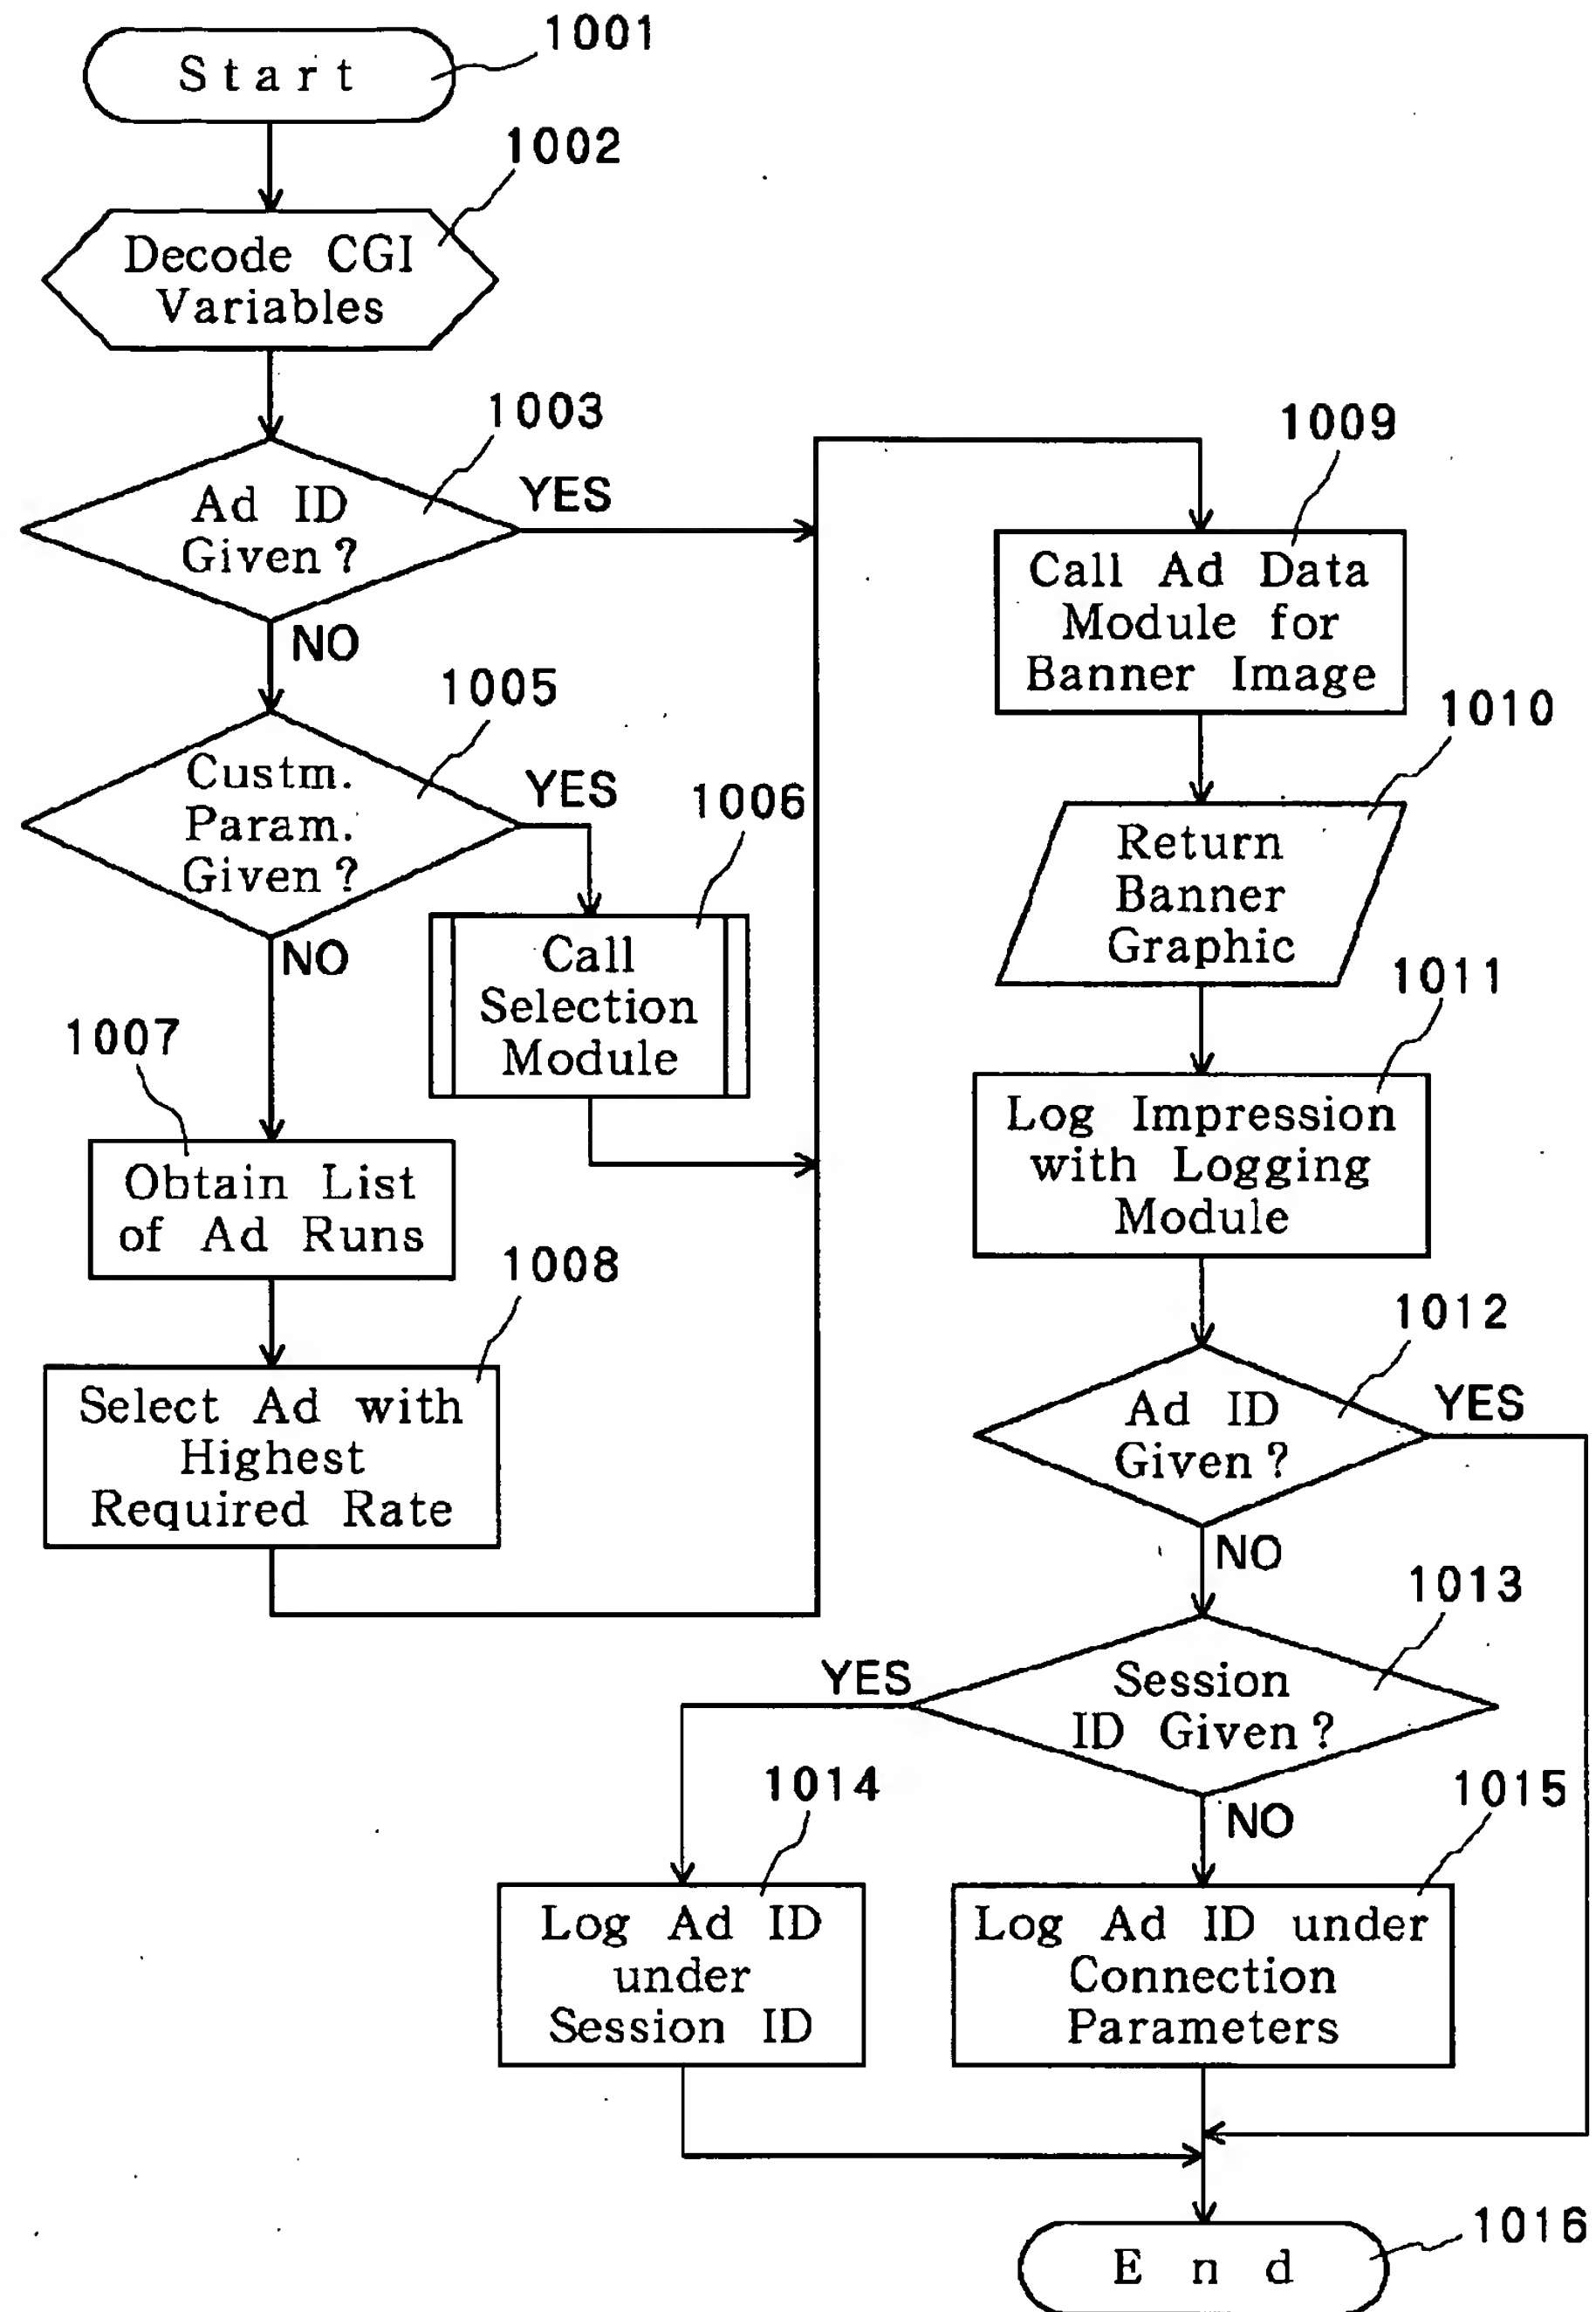 1001
Start
1002
Decode CGI
Variables
1003
Ad ID
Given?
YES
NO
1005
Custm.
Param.
Given?
YES
NO
1006
Call
Selection
Module
1007
Obtain List
of Ad Runs
1008
Select Ad with
Highest
Required Rate
1009
Call Ad Data
Module for
Banner Image
1010
Return
Banner
Graphic
1011
Log Impression
with Logging
Module
1012
Ad ID
Given?
YES
NO
1013
Session
ID Given?
YES
NO
1014
Log Ad ID
under
Session ID
1015
Log Ad ID under
Connection
Parameters
1016
End